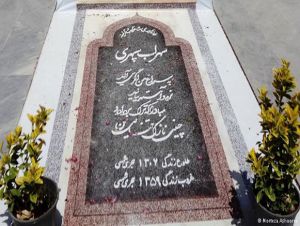 سهراب سپهری
به سراغ من اگر می آیید
نرم و آهسته بیایید
مبادا که ترک بردارد
چینی نازک تنهایی من
طلوع زندگی ۱۳۰۷ هجری شمسی
غروب زندگی ۱۳۵۹ هجری شمسی
© Morteza